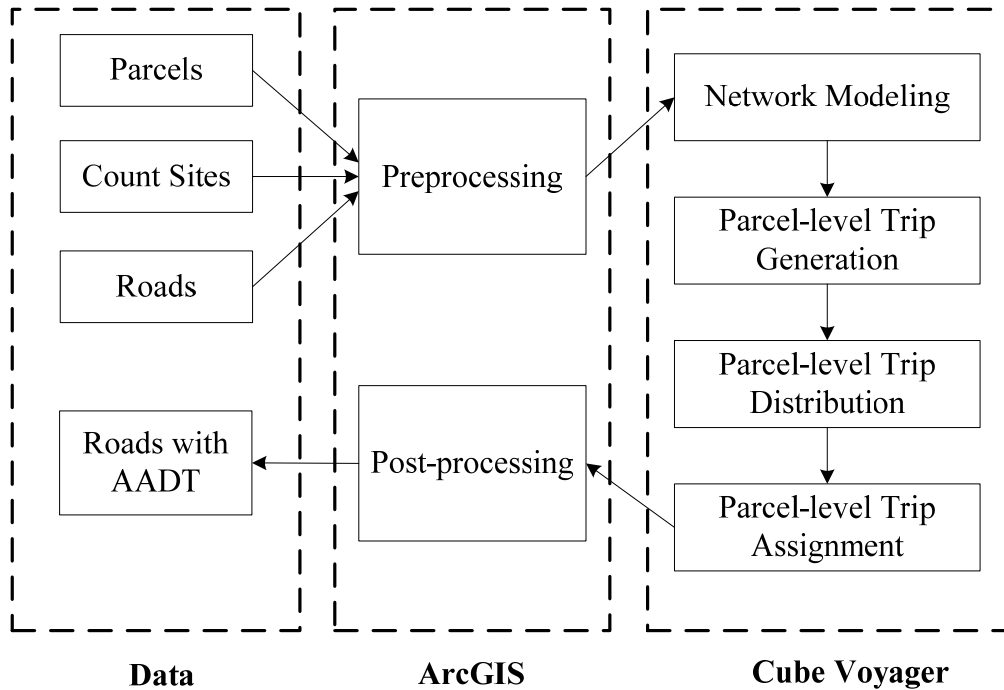 Parcels
Count Sites
Roads
Roads with
AADT
Data
Preprocessing
Post-processing
ArcGIS
Network Modeling
Parcel-level Trip
Generation
Parcel-level Trip
Distribution
Parcel-level Trip
Assignment
Cube Voyager